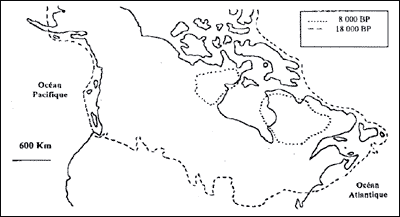 8 000 BP
18 000 BP
Océan
Pacifique
600 Km
Océan
Atlantique